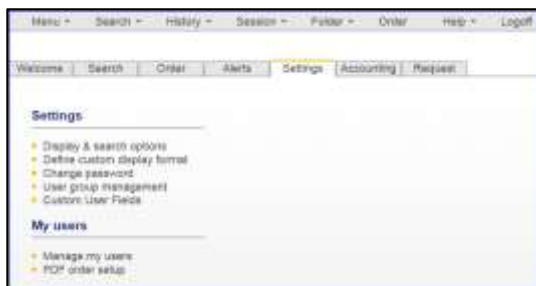 Menu Search History Session Folder Order Help Logoff
Welcome Search Order Alerts Settings Accounting Request
Settings
Display & search options
Define custom display format
Change password
User group management
Custom User Fields
My users
Manage my users
PDF order setup